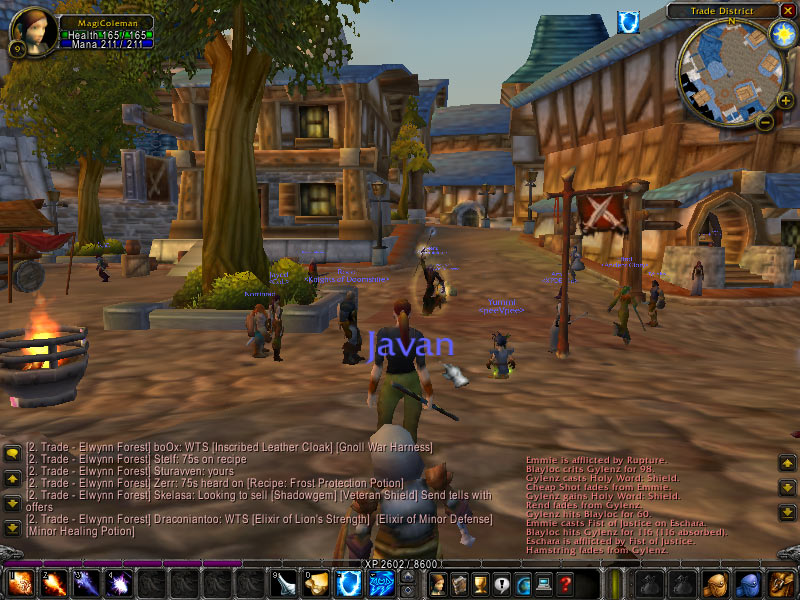 MagiColeman
Health 165 / 165
Mana 211 / 211
9
Trade District
N
Knights of Doomshile>
Yummi
<peevpee>
Javan
[2. Trade - Elwynn Forest] boOx: WTS [Inscribed Leather Cloak] [Gnoll War Harness]
[2. Trade - Elwynn Forest] Stelf: 75s on recipe
[2. Trade - Elwynn Forest] Sturavven: yours
[2. Trade - Elwynn Forest] Zerr: 75s heard on [Recipe: Frost Protection Potion]
[2. Trade - Elwynn Forest] Skelasa: Looking to sell [Shadowgem] [Veteran Shield] Send tells with
offers
[2. Trade - Elwynn Forest] Draconiantoo: WTS [Elixir of Lion's Strength] [Elixir of Minor Defense]
[Minor Healing Potion]
Emmie is afflicted by Rupture.
Blayloc crits Gylenz for 98.
Gylenz casts Holy Word: Shield.
Cheap Shot fades from Emmie.
Gylenz gains Holy Word: Shield.
Rend fades from Gylenz.
Gylenz hits Blayloc for 60.
Emmie casts Fist of Justice on Eschara.
Blayloc hits Gylenz for 116 (116 absorbed).
Eschara is afflicted by Fist of Justice.
Hamstring fades from Gylenz.
XP 2602 / 8600